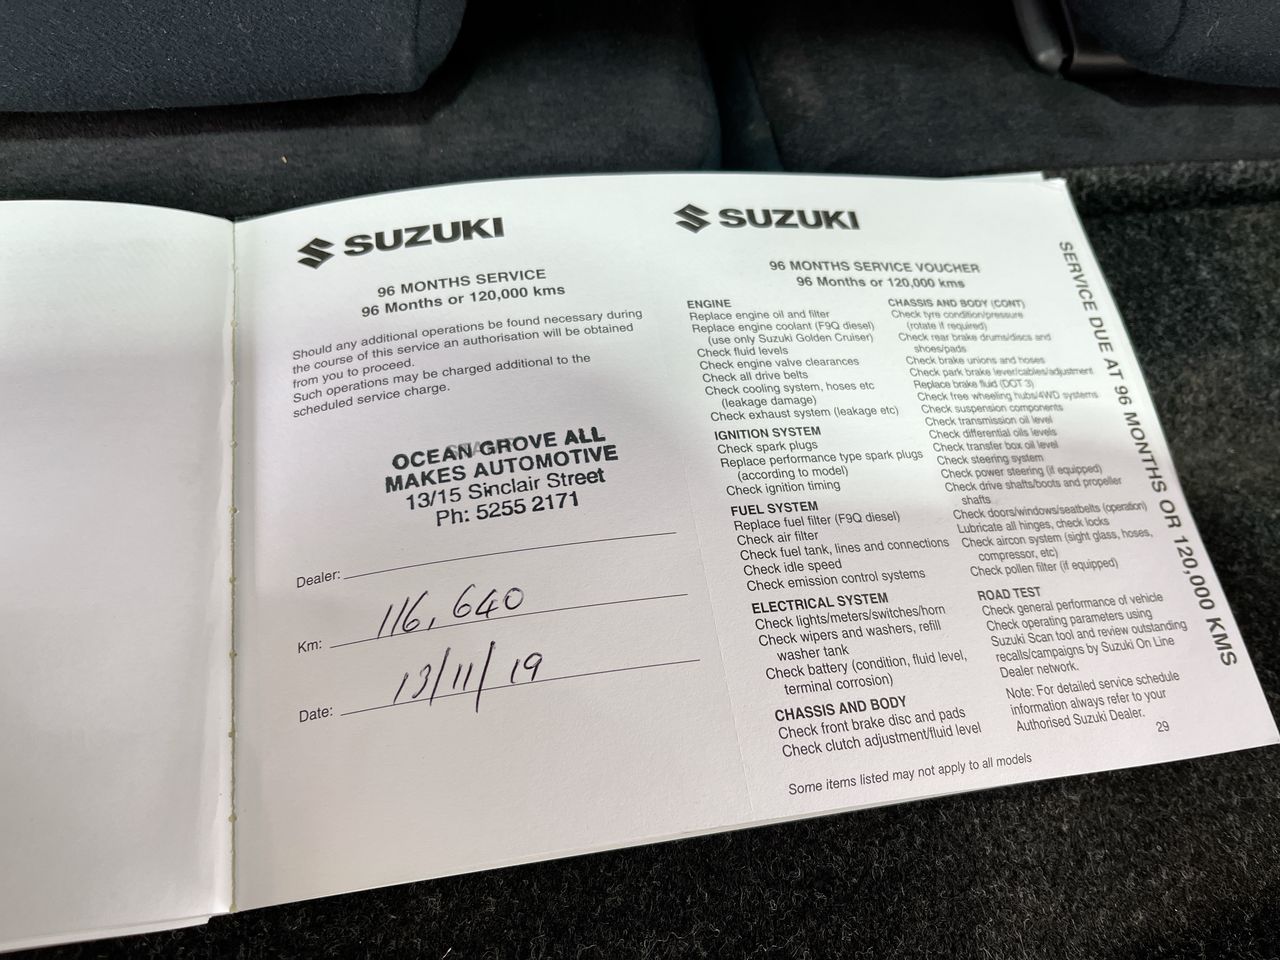 SUZUKI
96 MONTHS SERVICE
96 Months or 120,000 kms
Should any additional operations be found necessary during
the course of this service an authorisation will be obtained
from you to proceed.
Such operations may be charged additional to the
scheduled service charge.
OCEAN GROVE ALL
MAKES AUTOMOTIVE
13/15 Sinclair Street
Ph: 5255 2171
Dealer:
Km: 116,640
Date: 13/11/19
SUZUKI
96 MONTHS SERVICE VOUCHER
96 Months or 120,000 kms
ENGINE
Replace engine oil and filter
Replace engine coolant (F9Q diesel)
(use only Suzuki Golden Cruiser)
Check fluid levels
Check engine valve clearances
Check all drive belts
Check cooling system, hoses etc
(leakage damage)
Check exhaust system (leakage etc)
IGNITION SYSTEM
Check spark plugs
Replace performance type spark plugs
(according to model)
Check ignition timing
FUEL SYSTEM
Replace fuel filter (F9Q diesel)
Check air filter
Check fuel tank, lines and connections
Check idle speed
Check emission control systems
ELECTRICAL SYSTEM
Check lights/meters/switches/horn
Check wipers and washers, refill
washer tank
Check battery (condition, fluid level,
terminal corrosion)
CHASSIS AND BODY
Check front brake disc and pads
Check clutch adjustment/fluid level
CHASSIS AND BODY (CONT)
Check tyre condition/pressure
(rotate if required)
Check rear brake drums/discs and
shoes/pads
Check brake unions and hoses
Check park brake lever/cables/adjustment
Replace brake fluid (DOT 3)
Check free wheeling hubs/4WD systems
Check suspension components
Check transmission oil level
Check differential oils levels
Check transfer box oil level
Check steering system
Check power steering (if equipped)
Check drive shafts/boots and propeller
shafts
Check doors/windows/seatbelts (operation)
Lubricate all hinges, check locks
Check aircon system (sight glass, hoses,
compressor, etc)
Check pollen filter (if equipped)
ROAD TEST
Check general performance of vehicle
Check operating parameters using
Suzuki Scan tool and review outstanding
recalls/campaigns by Suzuki On Line
Dealer network.
Note: For detailed service schedule
information always refer to your
Authorised Suzuki Dealer.
29
Some items listed may not apply to all models
SERVICE DUE AT 96 MONTHS OR 120,000 KMS